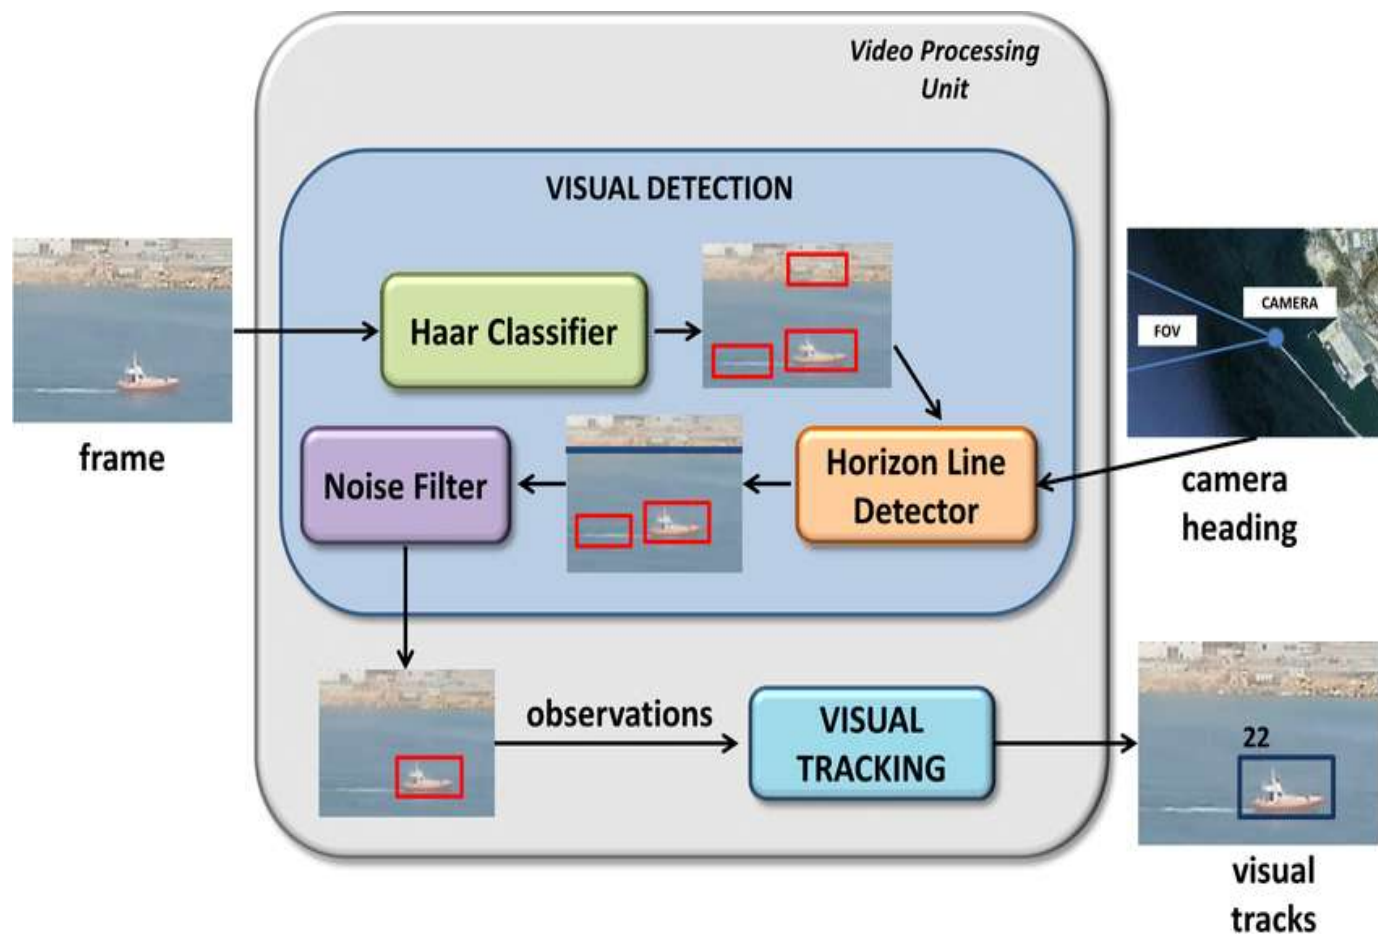 Video Processing
Unit
VISUAL DETECTION
Haar Classifier
CAMERA
FOV
frame
Noise Filter
Horizon Line
Detector
camera
heading
observations
VISUAL
TRACKING
22
visual
tracks